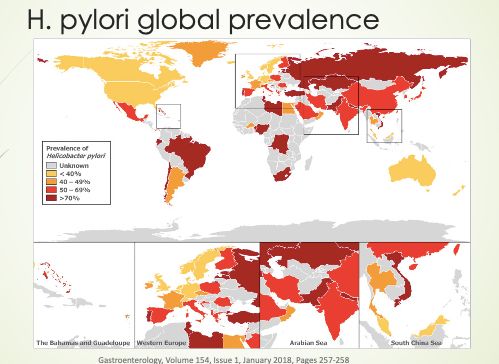 H. pylori global prevalence
Prevalence of
Helicobacter pylori
Unknown
< 40%
40 – 49%
50 – 69%
>70%
The Bahamas and Guadeloupe
Western Europe
Arabian Sea
South China Sea
Gastroenterology, Volume 154, Issue 1, January 2018, Pages 257-258